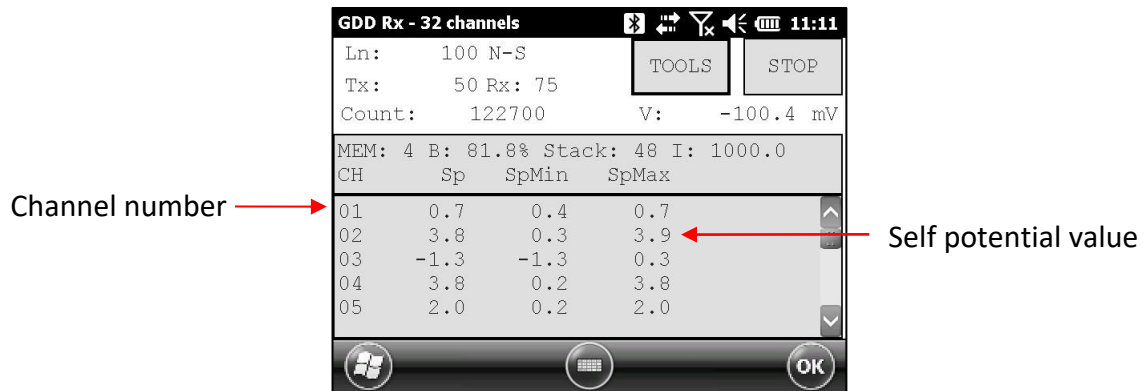 GDD Rx - 32 channels 11:11
Ln: 100 N-S
TOOLS STOP
Tx: 50 Rx: 75
Count: 122700 V: -100.4 mV
MEM: 4 B: 81.8% Stack: 48 I: 1000.0
CH Sp SpMin SpMax
Channel number
01 0.7 0.4 0.7
02 3.8 0.3 3.9
Self potential value
03 -1.3 -1.3 0.3
04 3.8 0.2 3.8
05 2.0 0.2 2.0
OK